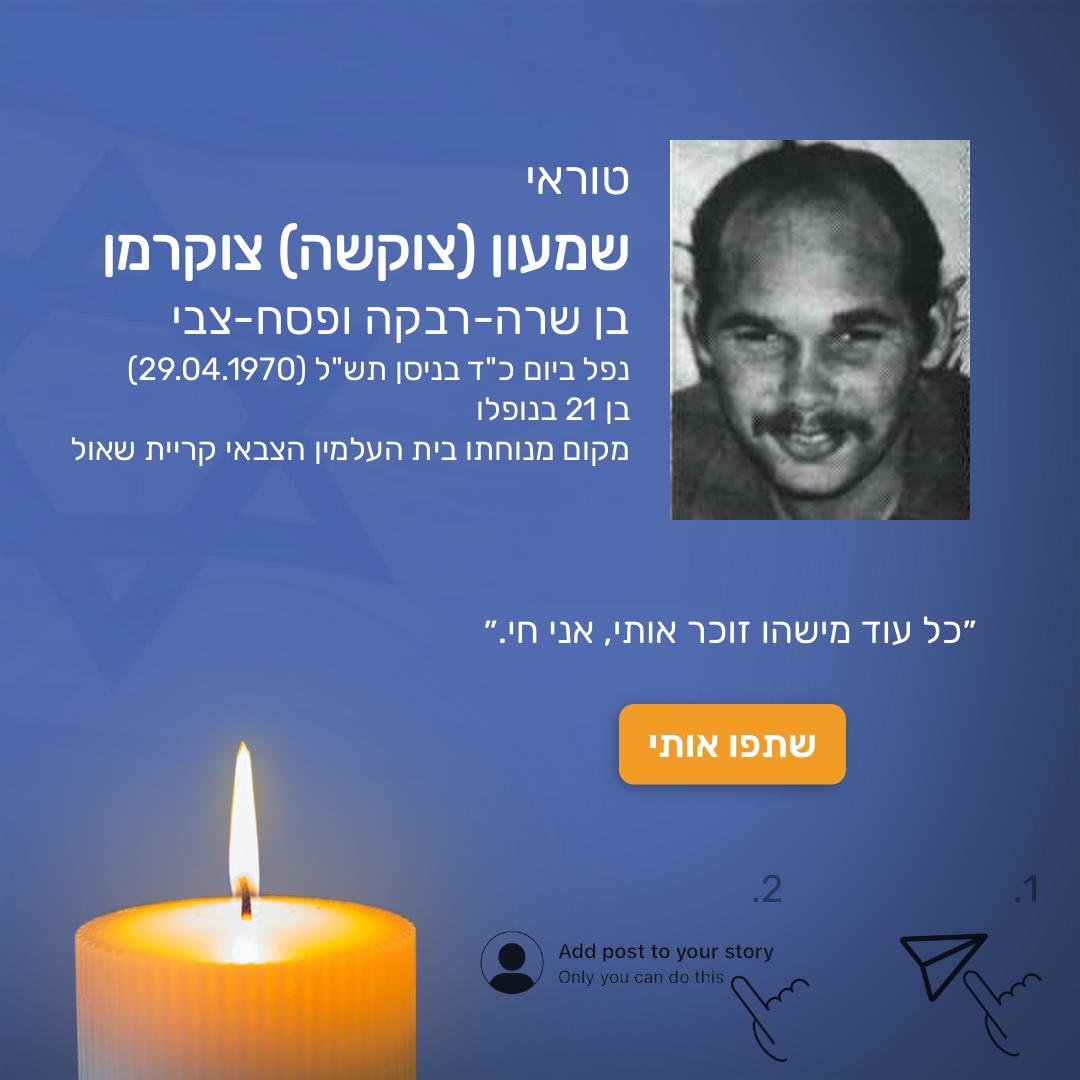 טוראי
שמעון (צוקשה) צוקרמן
בן שרה-רבקה ופסח-צבי
נפל ביום כ"ד בניסן תש"ל (29.04.1970)
בן 21 בנופלו
מקום מנוחתו בית העלמין הצבאי קריית שאול
״כל עוד מישהו זוכר אותי, אני חי.״
שתפו אותי
.1
.2
Add post to your story
Only you can do this